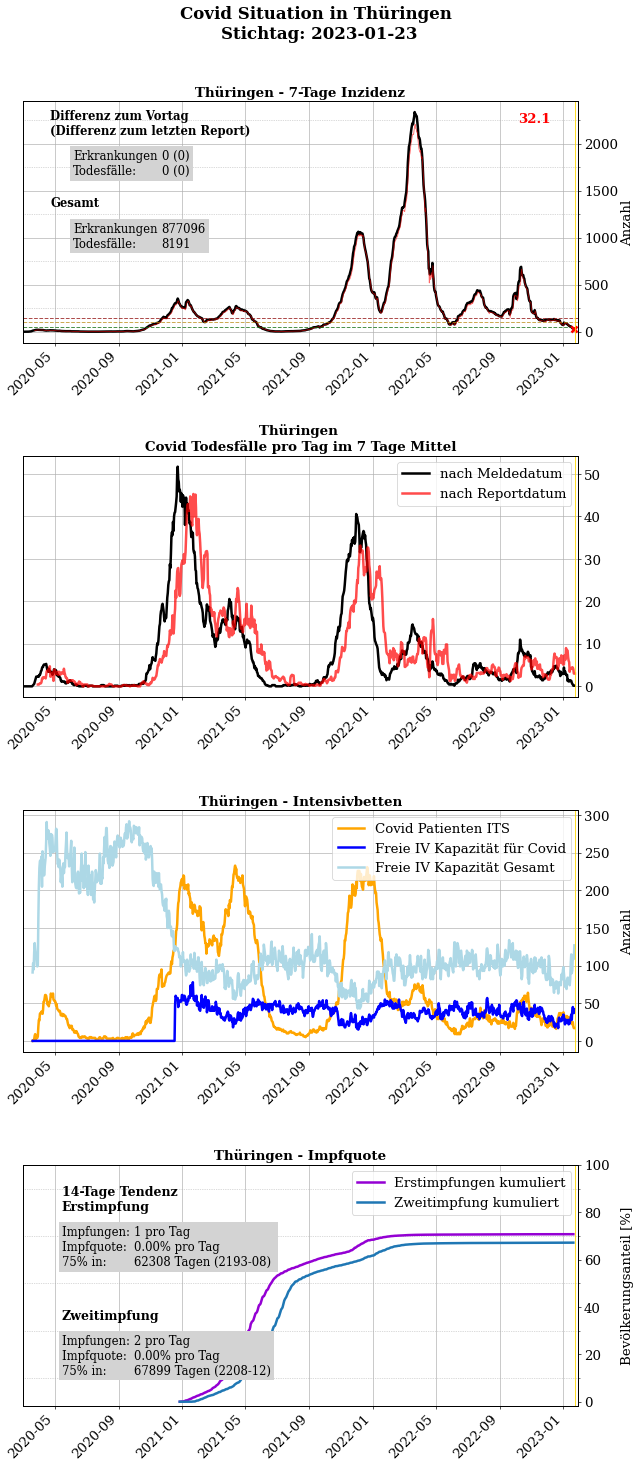 Covid Situation in Thüringen
Stichtag: 2023-01-23
Thüringen - 7-Tage Inzidenz
Differenz zum Vortag
(Differenz zum letzten Report)
Erkrankungen 0 (0)
Todesfälle: 0 (0)
Gesamt
Erkrankungen 877096
Todesfälle: 8191
32.1
2000
1500
1000
500
0
Anzahl
2020-05 2020-09 2021-01 2021-05 2021-09 2022-01 2022-05 2022-09 2023-01
Thüringen
Covid Todesfälle pro Tag im 7 Tage Mittel
nach Meldedatum
nach Reportdatum
50
40
30
20
10
0
2020-05 2020-09 2021-01 2021-05 2021-09 2022-01 2022-05 2022-09 2023-01
Thüringen - Intensivbetten
Covid Patienten ITS
Freie IV Kapazität für Covid
Freie IV Kapazität Gesamt
300
250
200
150
100
50
0
Anzahl
2020-05 2020-09 2021-01 2021-05 2021-09 2022-01 2022-05 2022-09 2023-01
Thüringen - Impfquote
14-Tage Tendenz
Erstimpfung
Impfungen: 1 pro Tag
Impfquote: 0.00% pro Tag
75% in: 62308 Tagen (2193-08)
Zweitimpfung
Impfungen: 2 pro Tag
Impfquote: 0.00% pro Tag
75% in: 67899 Tagen (2208-12)
Erstimpfungen kumuliert
Zweitimpfung kumuliert
100
80
60
40
20
0
Bevölkerungsanteil [%]
2020-05 2020-09 2021-01 2021-05 2021-09 2022-01 2022-05 2022-09 2023-01